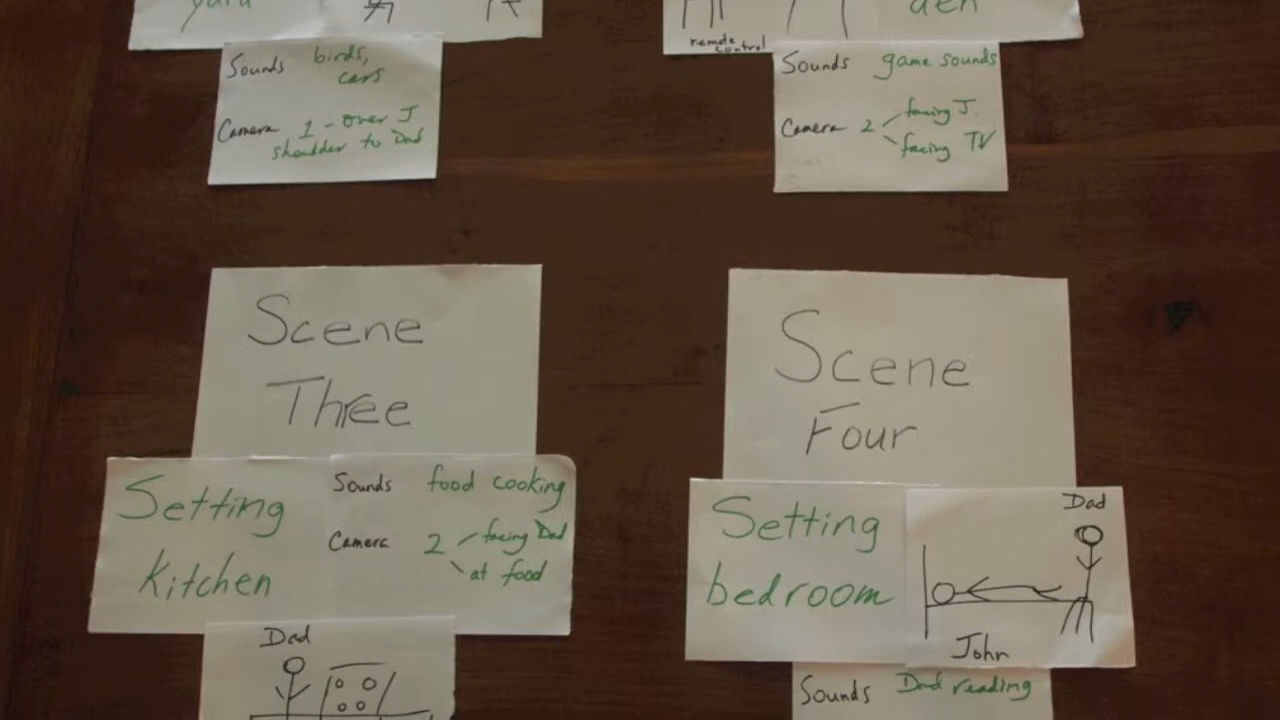 yard
Sounds birds,
cars
Camera 1 - over J
shoulder to Dad
remote
control
den
Sounds game sounds
Camera 2 facing J.
facing TV
Scene
Three
Setting
Kitchen
Sounds food cooking
Camera 2 facing Dad
at food
Dad
Scene
Four
Setting
bedroom
Dad
John
Sounds Dad reading